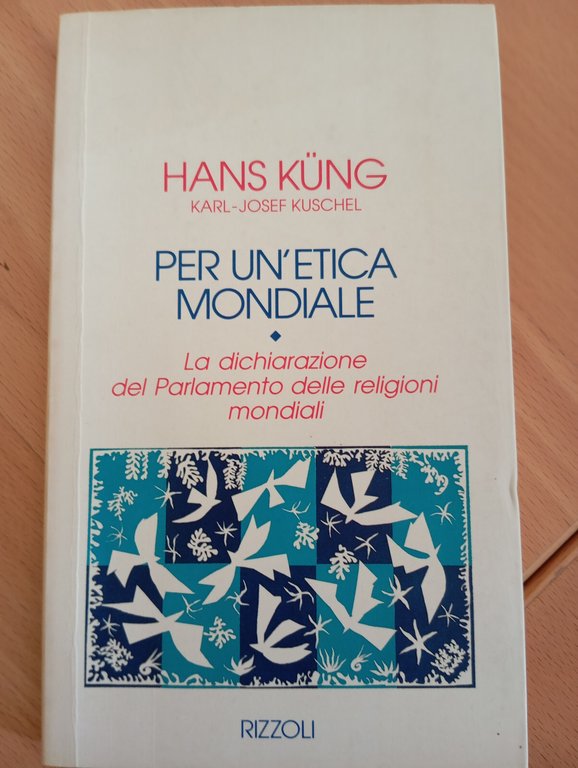 HANS KÜNG
KARL-JOSEF KUSCHEL
PER UN'ETICA
MONDIALE
La dichiarazione
del Parlamento delle religioni
mondiali
RIZZOLI